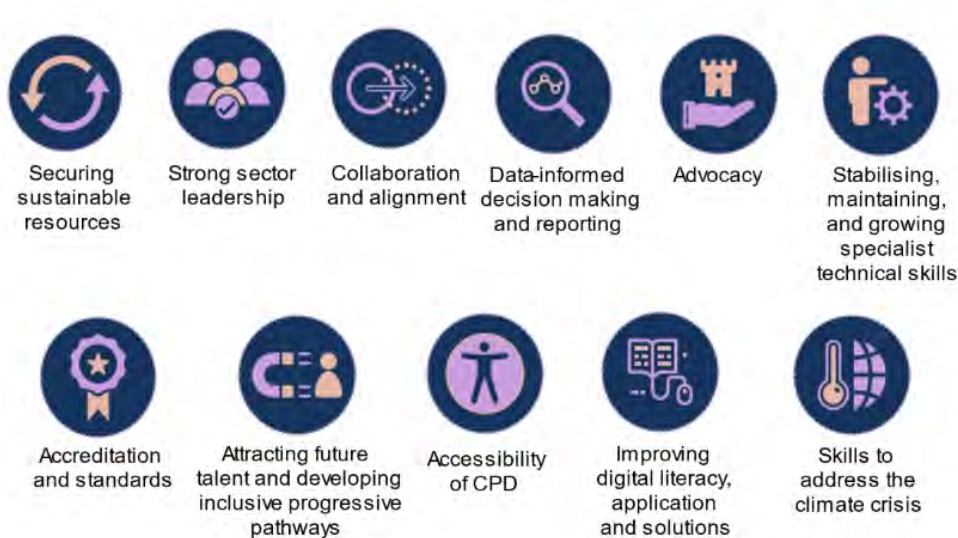 Securing
sustainable
resources
Strong sector
leadership
Collaboration
and alignment
Data-informed
decision making
and reporting
Advocacy
Stabilising,
maintaining,
and growing
specialist
technical skills
Accreditation
and standards
Attracting future
talent and developing
inclusive progressive
pathways
Accessibility
of CPD
Improving
digital literacy,
application
and solutions
Skills to
address the
climate crisis